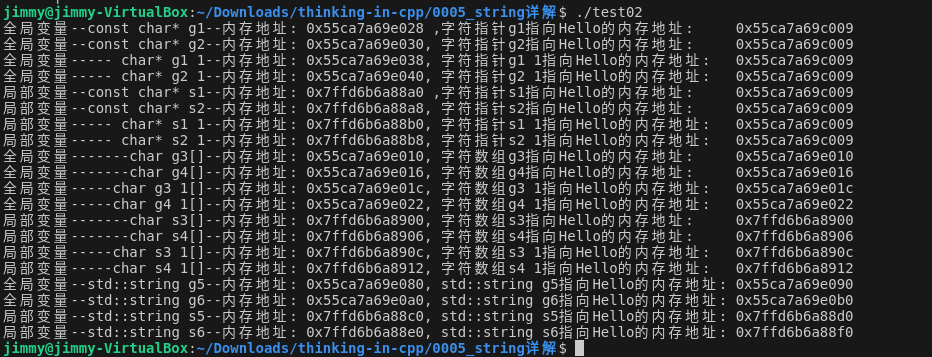 jimmy@jimmy-VirtualBox:~/Downloads/thinking-in-cpp/0005_string详解$ ./test02
全局变量--const char* g1--内存地址: 0x55ca7a69e028 ,字符指针g1指向Hello的内存地址: 0x55ca7a69c009
全局变量--const char* g2--内存地址: 0x55ca7a69e030, 字符指针g2指向Hello的内存地址: 0x55ca7a69c009
全局变量----- char* g1 1--内存地址: 0x55ca7a69e038, 字符指针g1 1指向Hello的内存地址: 0x55ca7a69c009
全局变量----- char* g2 1--内存地址: 0x55ca7a69e040, 字符指针g2 1指向Hello的内存地址: 0x55ca7a69c009
局部变量--const char* s1--内存地址: 0x7ffd6b6a88a0 ,字符指针s1指向Hello的内存地址: 0x55ca7a69c009
局部变量--const char* s2--内存地址: 0x7ffd6b6a88a8, 字符指针s2指向Hello的内存地址: 0x55ca7a69c009
局部变量----- char* s1 1--内存地址: 0x7ffd6b6a88b0, 字符指针s1 1指向Hello的内存地址: 0x55ca7a69c009
局部变量----- char* s2 1--内存地址: 0x7ffd6b6a88b8, 字符指针s2 1指向Hello的内存地址: 0x55ca7a69c009
全局变量-------char g3[]--内存地址: 0x55ca7a69e010, 字符数组g3指向Hello的内存地址: 0x55ca7a69e010
全局变量-------char g4[]--内存地址: 0x55ca7a69e016, 字符数组g4指向Hello的内存地址: 0x55ca7a69e016
全局变量-----char g3 1[]--内存地址: 0x55ca7a69e01c, 字符数组g3 1指向Hello的内存地址: 0x55ca7a69e01c
全局变量-----char g4 1[]--内存地址: 0x55ca7a69e022, 字符数组g4 1指向Hello的内存地址: 0x55ca7a69e022
局部变量-------char s3[]--内存地址: 0x7ffd6b6a8900, 字符数组s3指向Hello的内存地址: 0x7ffd6b6a8900
局部变量-------char s4[]--内存地址: 0x7ffd6b6a8906, 字符数组s4指向Hello的内存地址: 0x7ffd6b6a8906
局部变量-----char s3 1[]--内存地址: 0x7ffd6b6a890c, 字符数组s3 1指向Hello的内存地址: 0x7ffd6b6a890c
局部变量-----char s4 1[]--内存地址: 0x7ffd6b6a8912, 字符数组s4 1指向Hello的内存地址: 0x7ffd6b6a8912
全局变量--std::string g5--内存地址: 0x55ca7a69e080, std::string g5指向Hello的内存地址: 0x55ca7a69e090
全局变量--std::string g6--内存地址: 0x55ca7a69e0a0, std::string g6指向Hello的内存地址: 0x55ca7a69e0b0
局部变量--std::string s5--内存地址: 0x7ffd6b6a88c0, std::string s5指向Hello的内存地址: 0x7ffd6b6a88d0
局部变量--std::string s6--内存地址: 0x7ffd6b6a88e0, std::string s6指向Hello的内存地址: 0x7ffd6b6a88f0
jimmy@jimmy-VirtualBox:~/Downloads/thinking-in-cpp/0005_string详解$